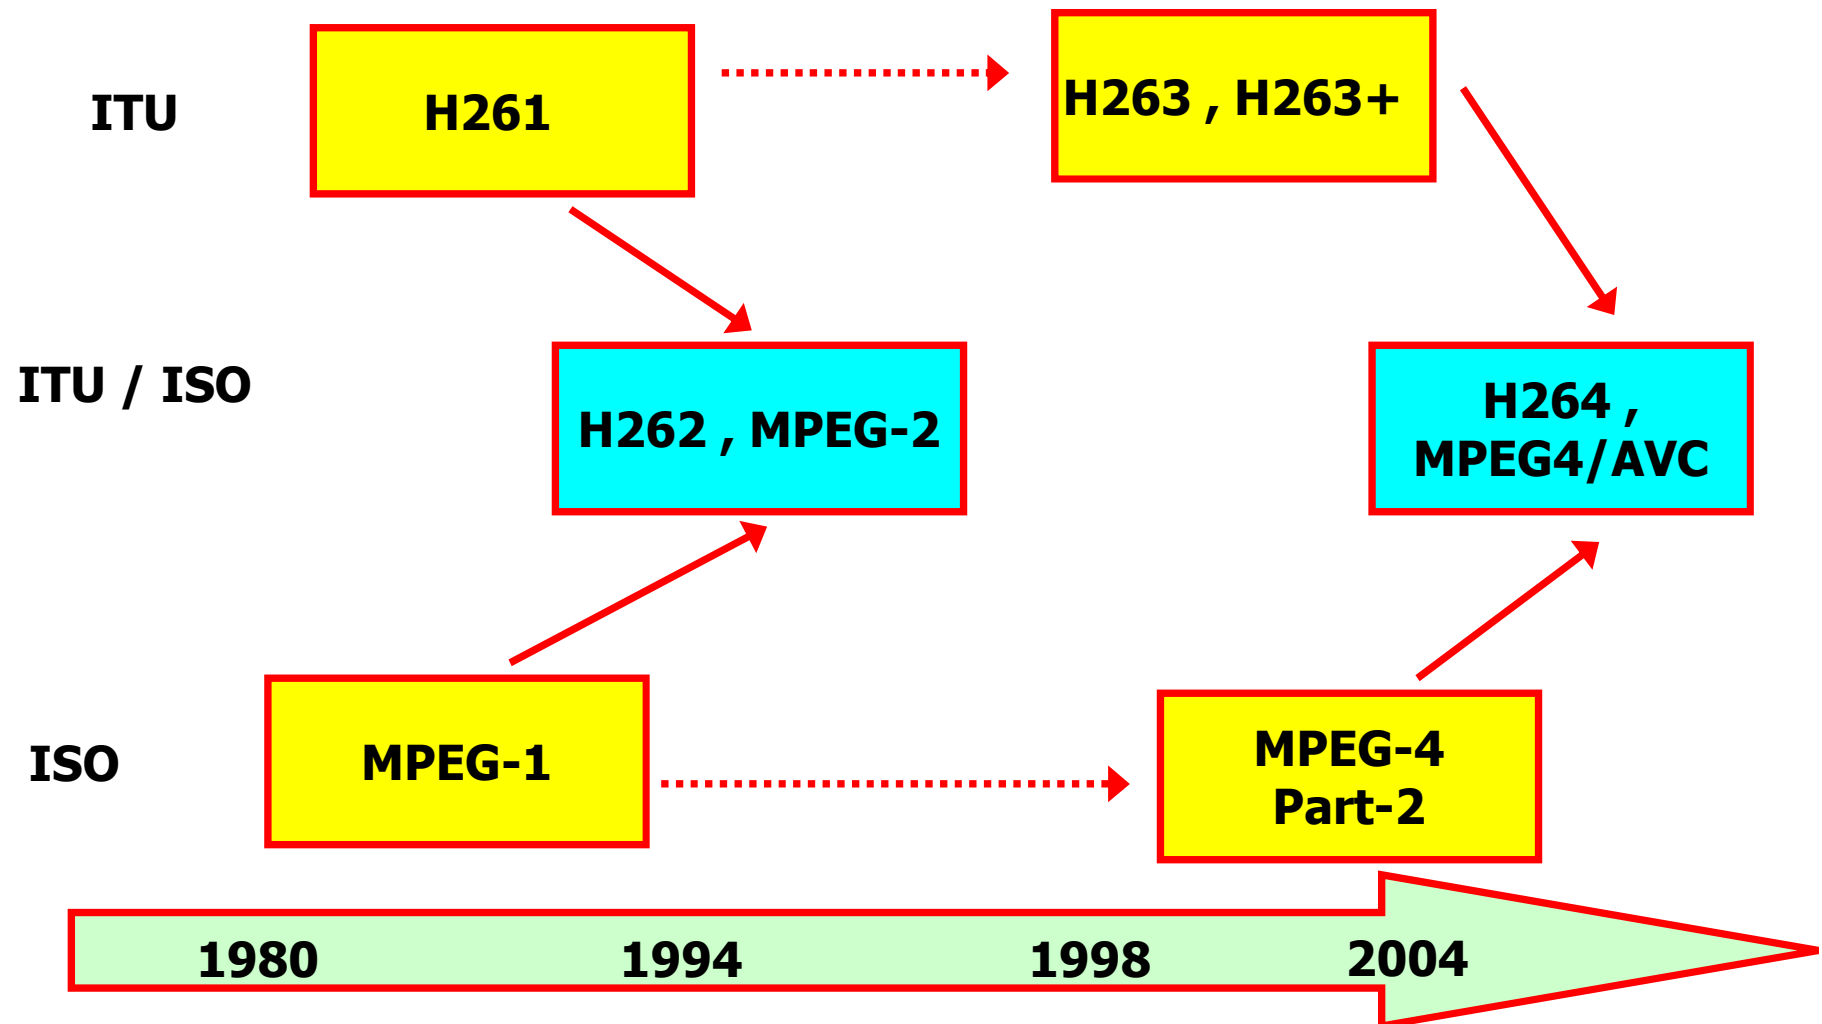 ITU
H261
H263 , H263+
ITU / ISO
H262 , MPEG-2
H264 ,
MPEG4/AVC
ISO
MPEG-1
MPEG-4
Part-2
1980
1994
1998
2004